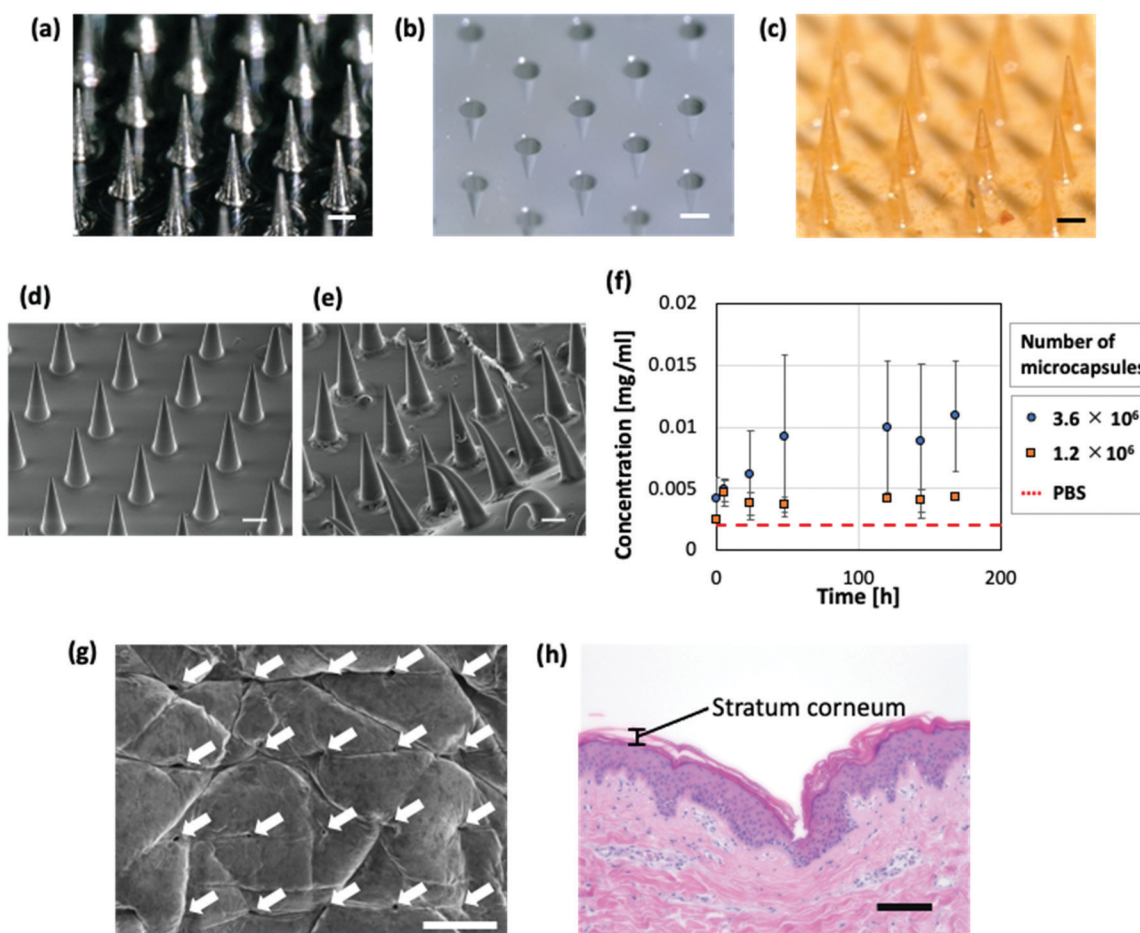 (a)
(b)
(c)
(d)
(e)
(f)
0.02
0.015
0.01
0.005
0
Concentration [mg/ml]
0
100
200
Time [h]
Number of
microcapsules
3.6 × 10⁶
1.2 ×10⁶
PBS
(g)
(h)
Stratum corneum